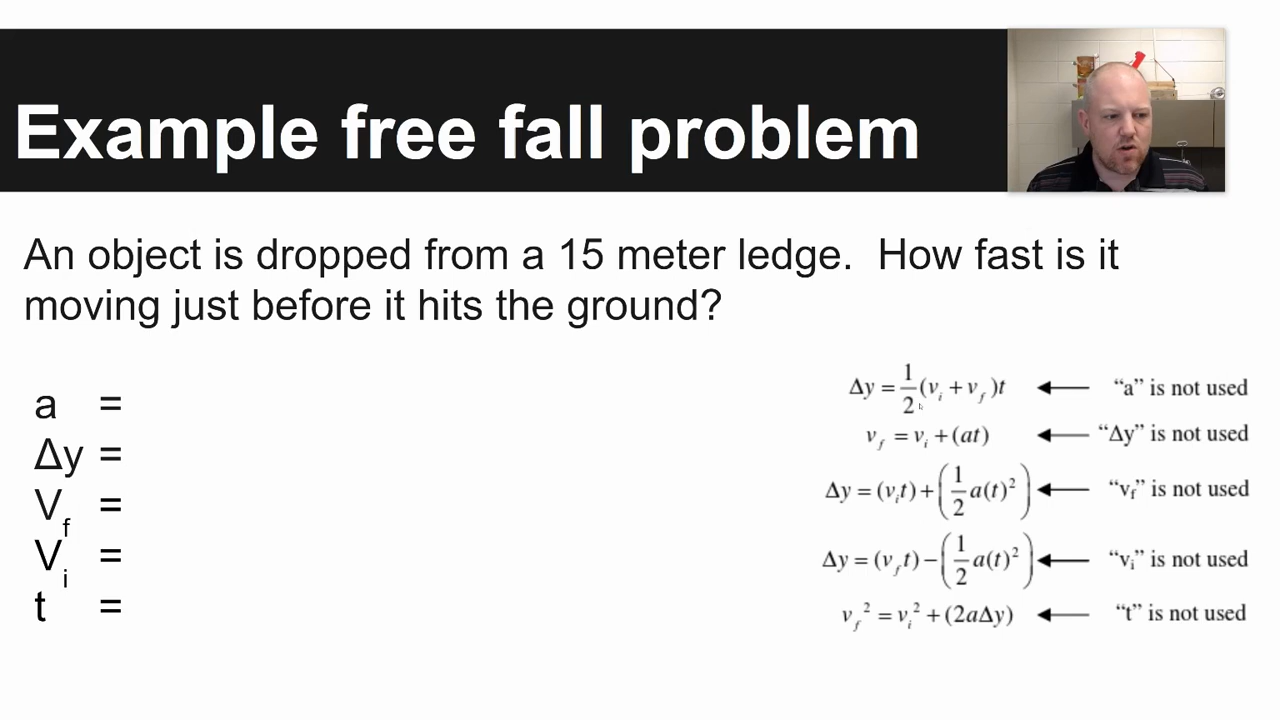 Example free fall problem
An object is dropped from a 15 meter ledge.  How fast is it
moving just before it hits the ground?
a =
Δy =
V_f =
V_i =
t =
Δy = 1/2 (v_i + v_f)t ← “a” is not used
v_f = v_i + (at) ← “Δy” is not used
Δy = (v_i t) + (1/2 a(t)²) ← “v_f” is not used
Δy = (v_f t) − (1/2 a(t)²) ← “v_i” is not used
v_f² = v_i² + (2aΔy) ← “t” is not used